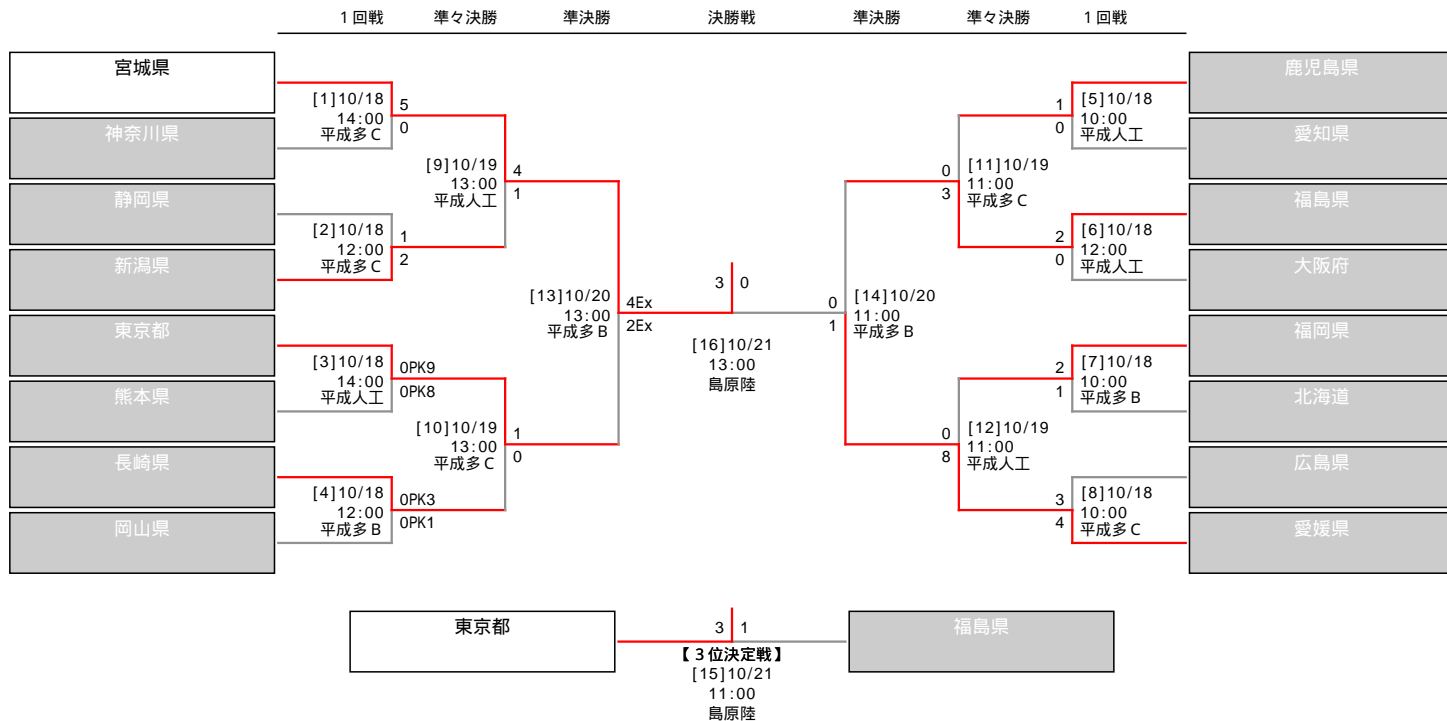 １回戦 準々決勝 準決勝 決勝戦 準決勝 準々決勝 １回戦
宮城県
神奈川県
静岡県
新潟県
東京都
熊本県
長崎県
岡山県
[1]10/18
14:00
平成多Ｃ
5
0
[2]10/18
12:00
平成多Ｃ
1
2
[3]10/18
14:00
平成人工
0PK9
0PK8
[4]10/18
12:00
平成多Ｂ
0PK3
0PK1
[9]10/19
13:00
平成人工
4
1
[10]10/19
13:00
平成多Ｃ
1
0
[13]10/20
13:00
平成多Ｂ
4Ex
2Ex
3 0
[16]10/21
13:00
島原陸
0
1
[14]10/20
11:00
平成多Ｂ
0
3
[11]10/19
11:00
平成多Ｃ
0
8
[12]10/19
11:00
平成人工
1
0
[5]10/18
10:00
平成人工
2
0
[6]10/18
12:00
平成人工
2
1
[7]10/18
10:00
平成多Ｂ
3
4
[8]10/18
10:00
平成多Ｃ
鹿児島県
愛知県
福島県
大阪府
福岡県
北海道
広島県
愛媛県
東京都
3 1
福島県
【３位決定戦】
[15]10/21
11:00
島原陸